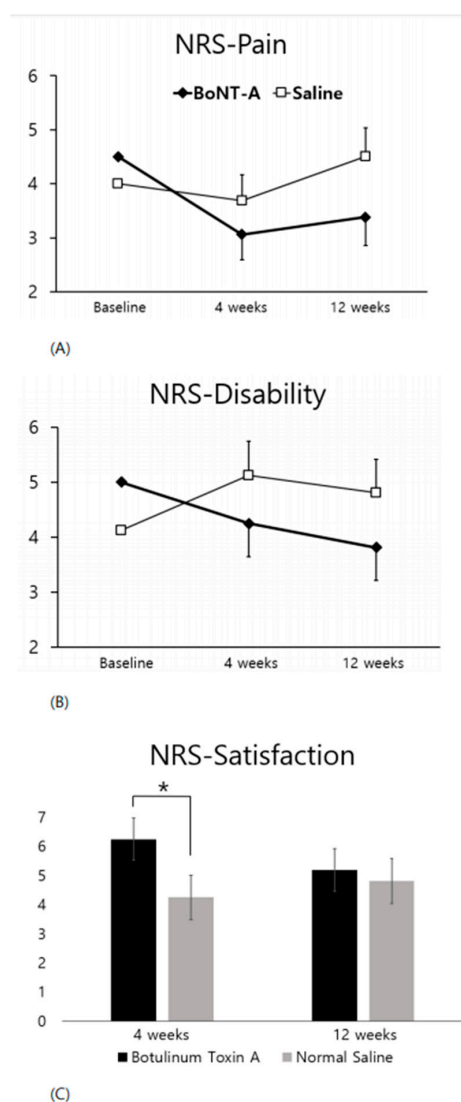 NRS-Pain
6
BoNT-A Saline
5
4
3
2
Baseline 4 weeks 12 weeks
(A)
NRS-Disability
6
5
4
3
2
Baseline 4 weeks 12 weeks
(B)
NRS-Satisfaction
7
*
6
5
4
3
2
1
0
4 weeks 12 weeks
Botulinum Toxin A Normal Saline
(C)